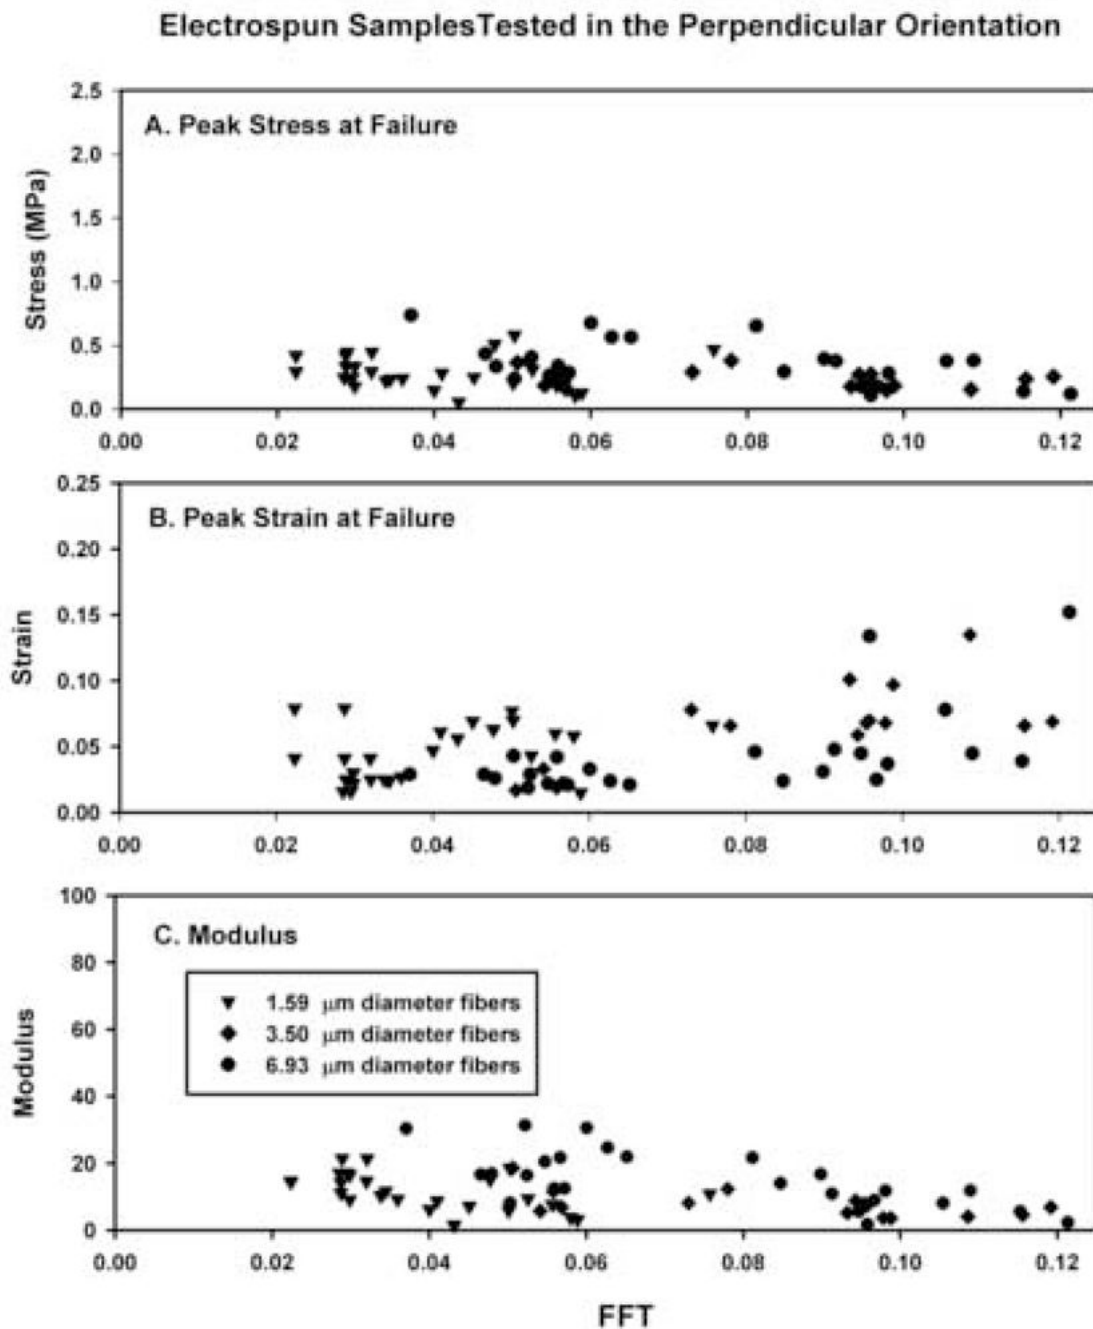 Electrospun SamplesTested in the Perpendicular Orientation
2.5
A. Peak Stress at Failure
2.0
1.5
Stress (MPa)
1.0
0.5
0.0
0.00 0.02 0.04 0.06 0.08 0.10 0.12
0.25
B. Peak Strain at Failure
0.20
0.15
Strain
0.10
0.05
0.00
0.00 0.02 0.04 0.06 0.08 0.10 0.12
100
C. Modulus
80
1.59 μm diameter fibers
60
3.50 μm diameter fibers
6.93 μm diameter fibers
Modulus
40
20
0
0.00 0.02 0.04 0.06 0.08 0.10 0.12
FFT